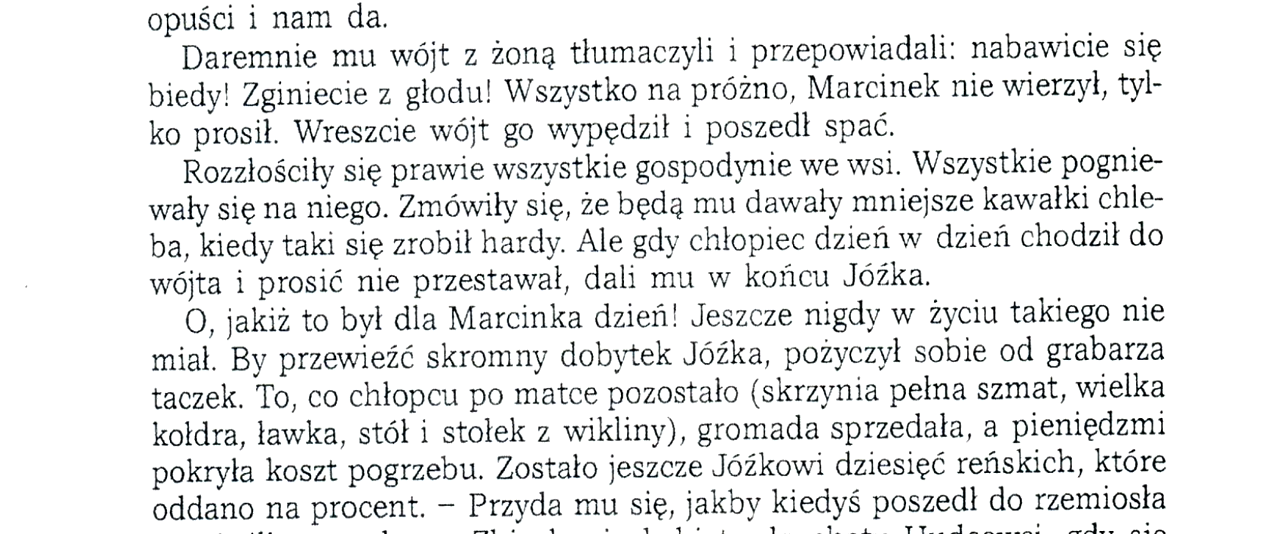 opuści i nam da.
Daremnie mu wójt z żoną tłumaczyli i przepowiadali: nabawicie się
biedy! Zginiecie z głodu! Wszystko na próżno, Marcinek nie wierzył, tyl-
ko prosił. Wreszcie wójt go wypędził i poszedł spać.
Rozzłościły się prawie wszystkie gospodynie we wsi. Wszystkie pognie-
wały się na niego. Zmówiły się, że będą mu dawały mniejsze kawałki chle-
ba, kiedy taki się zrobił hardy. Ale gdy chłopiec dzień w dzień chodził do
wójta i prosić nie przestawał, dali mu w końcu Jóźka.
O, jakiż to był dla Marcinka dzień! Jeszcze nigdy w życiu takiego nie
miał. By przewieźć skromny dobytek Jóźka, pożyczył sobie od grabarza
taczek. To, co chłopcu po matce pozostało (skrzynia pełna szmat, wielka
kołdra, ławka, stół i stołek z wikliny), gromada sprzedała, a pieniędzmi
pokryła koszt pogrzebu. Zostało jeszcze Jóźkowi dziesięć reńskich, które
oddano na procent. – Przyda mu się, jakby kiedyś poszedł do rzemiosła